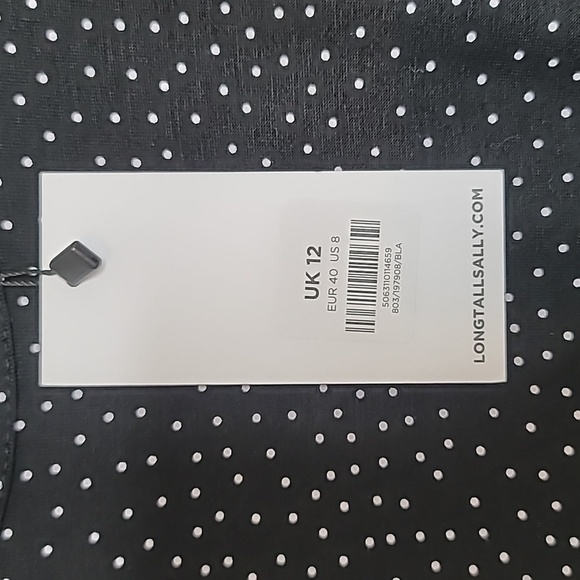 UK 12
EUR 40 US 8
5063110114659
803/197908/BLA
LONGTALLSALLY.COM